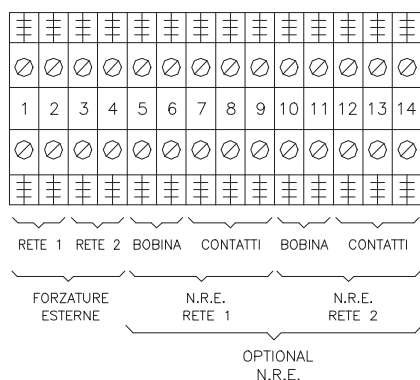 1 2 3 4 5 6 7 8 9 10 11 12 13 14
RETE 1 RETE 2 BOBINA CONTATTI BOBINA CONTATTI
FORZATURE ESTERNE
N.R.E. RETE 1
N.R.E. RETE 2
OPTIONAL
N.R.E.